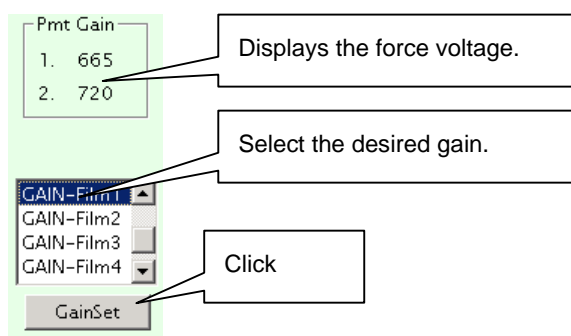 Pmt Gain
1. 665
2. 720
Displays the force voltage.
Select the desired gain.
GAIN-Film1
GAIN-Film2
GAIN-Film3
GAIN-Film4
Click
GainSet